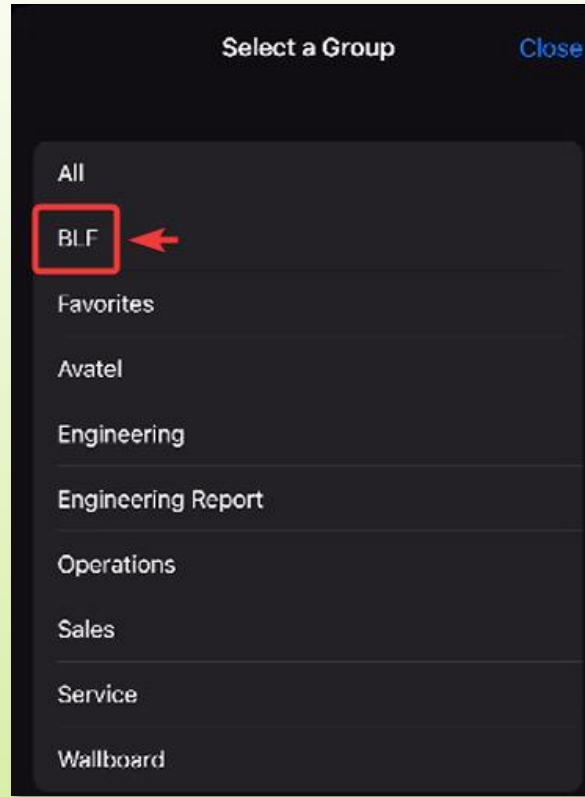 Select a Group
Close
All
BLF
Favorites
Avatel
Engineering
Engineering Report
Operations
Sales
Service
Wallboard